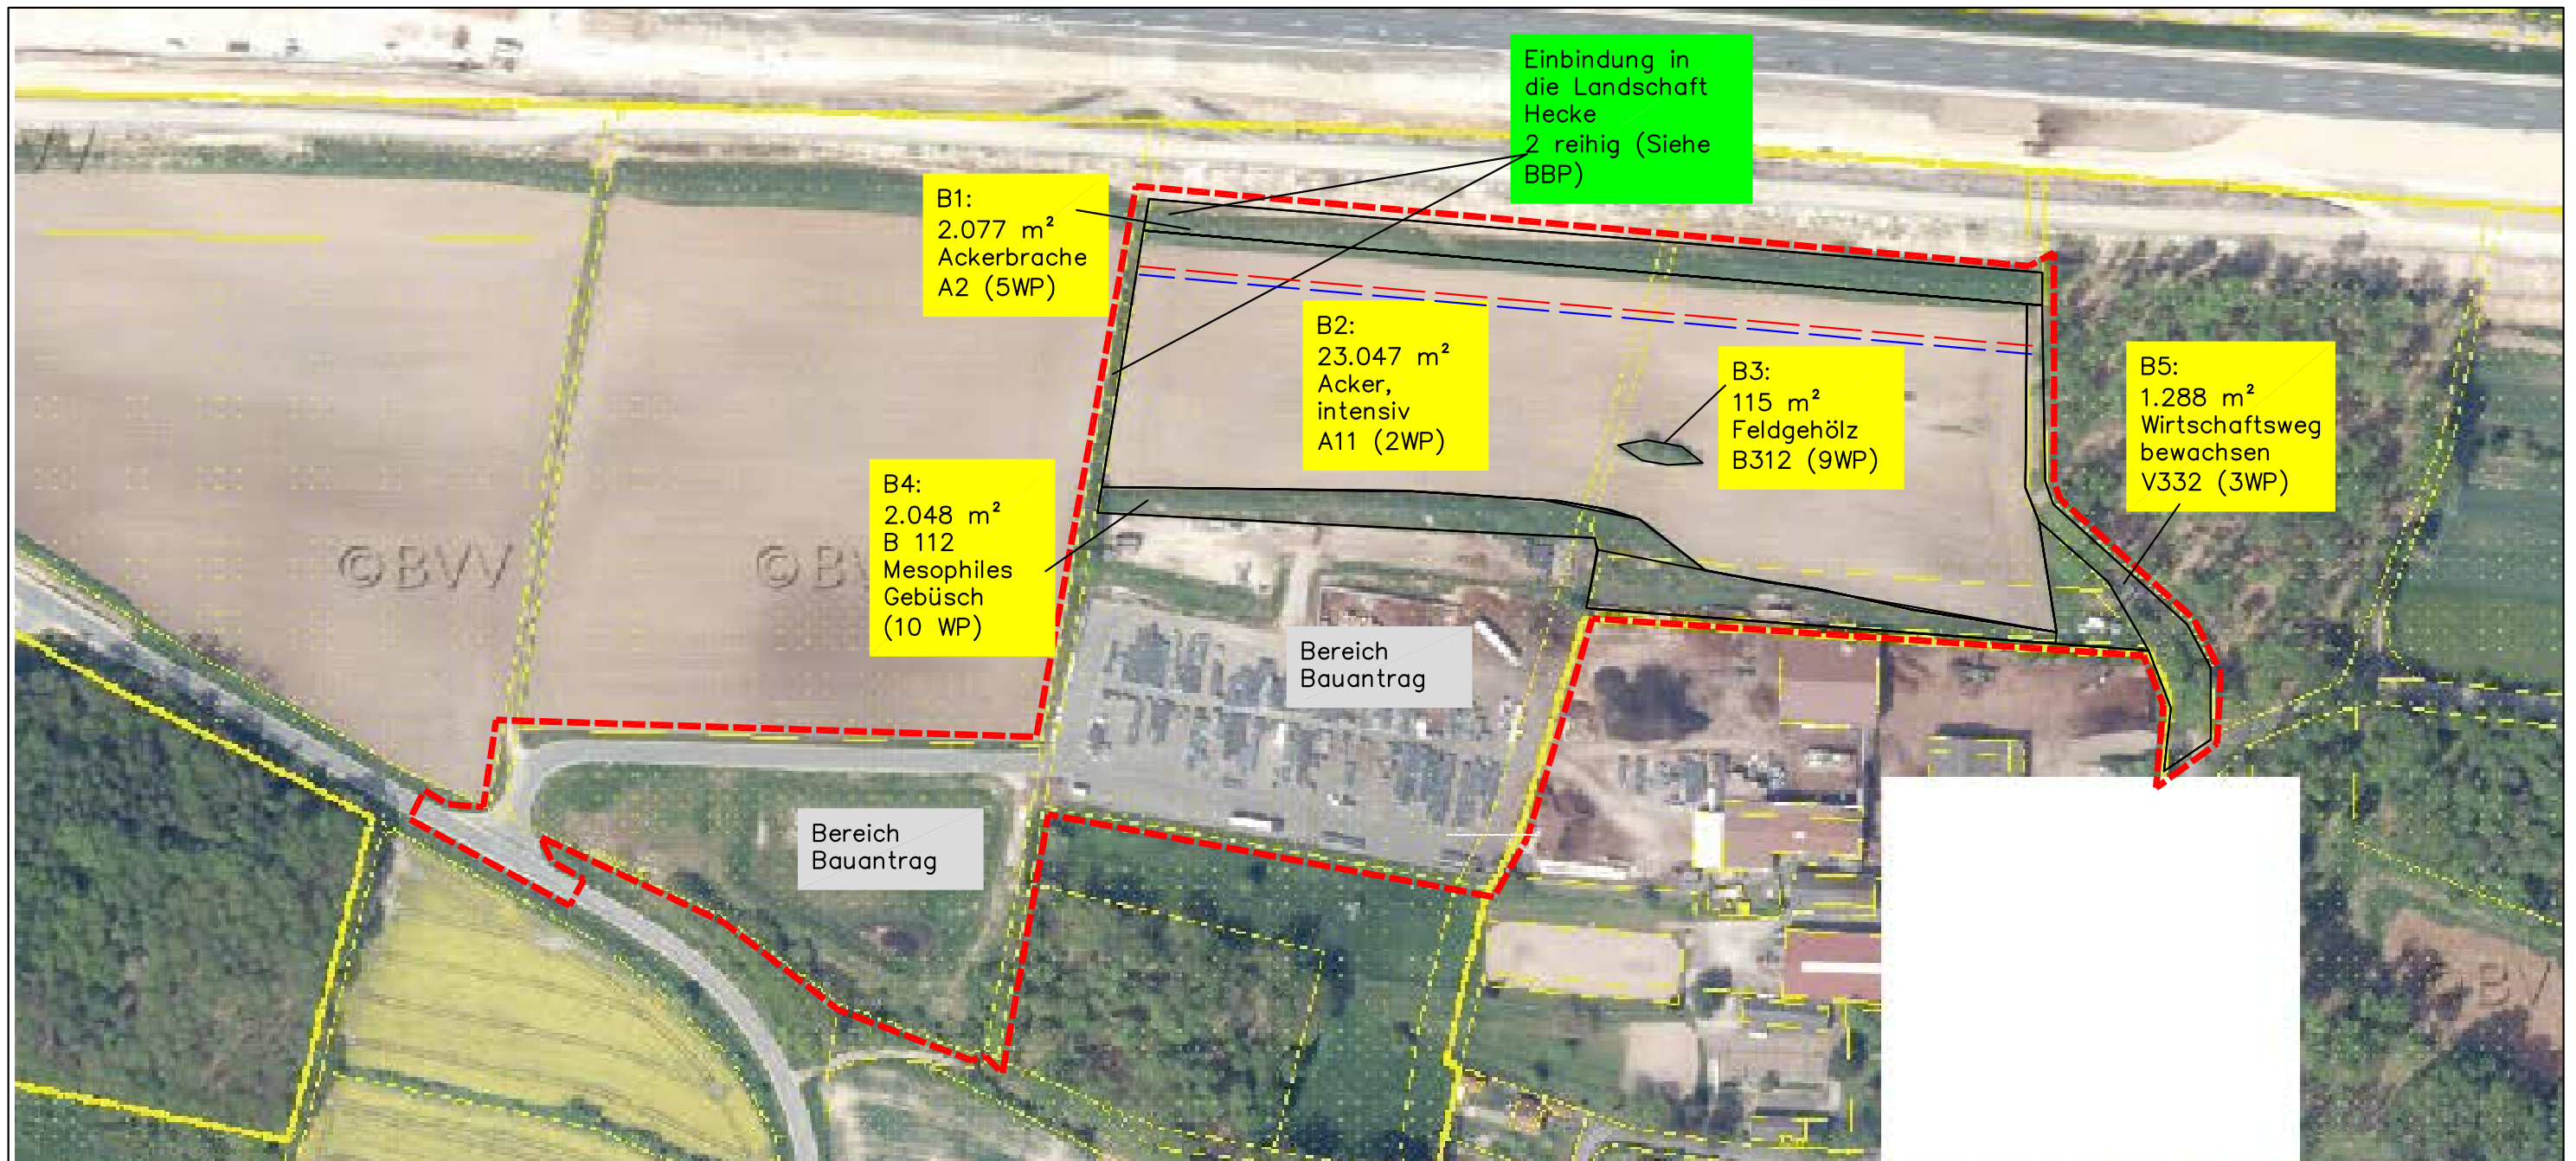 Einbindung in
die Landschaft
Hecke
2 reihig (Siehe
BBP)
B1:
2.077 m²
Ackerbrache
A2 (5WP)
B2:
23.047 m²
Acker,
intensiv
A11 (2WP)
B3:
115 m²
Feldgehölz
B312 (9WP)
B5:
1.288 m²
Wirtschaftsweg
bewachsen
V332 (3WP)
B4:
2.048 m²
B 112
Mesophiles
Gebüsch
(10 WP)
©BVV
©BV
Bereich
Bauantrag
Bereich
Bauantrag
BV